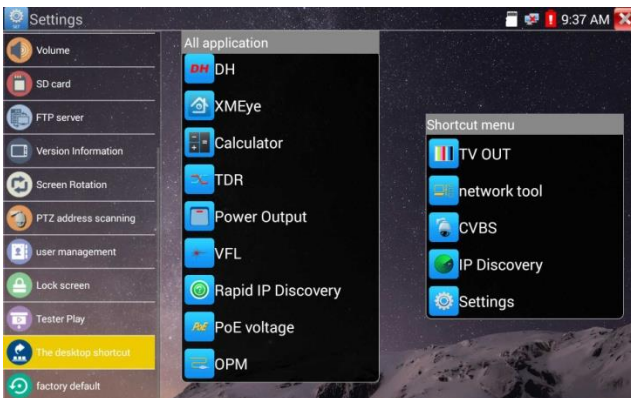 Settings
9:37 AM
Volume
SD card
FTP server
Version Information
Screen Rotation
PTZ address scanning
user management
Lock screen
Tester Play
The desktop shortcut
factory default
All application
DH DH
XMEye
Calculator
TDR
Power Output
VFL
Rapid IP Discovery
PoE PoE voltage
OPM
Shortcut menu
TV OUT
network tool
CVBS
IP Discovery
Settings